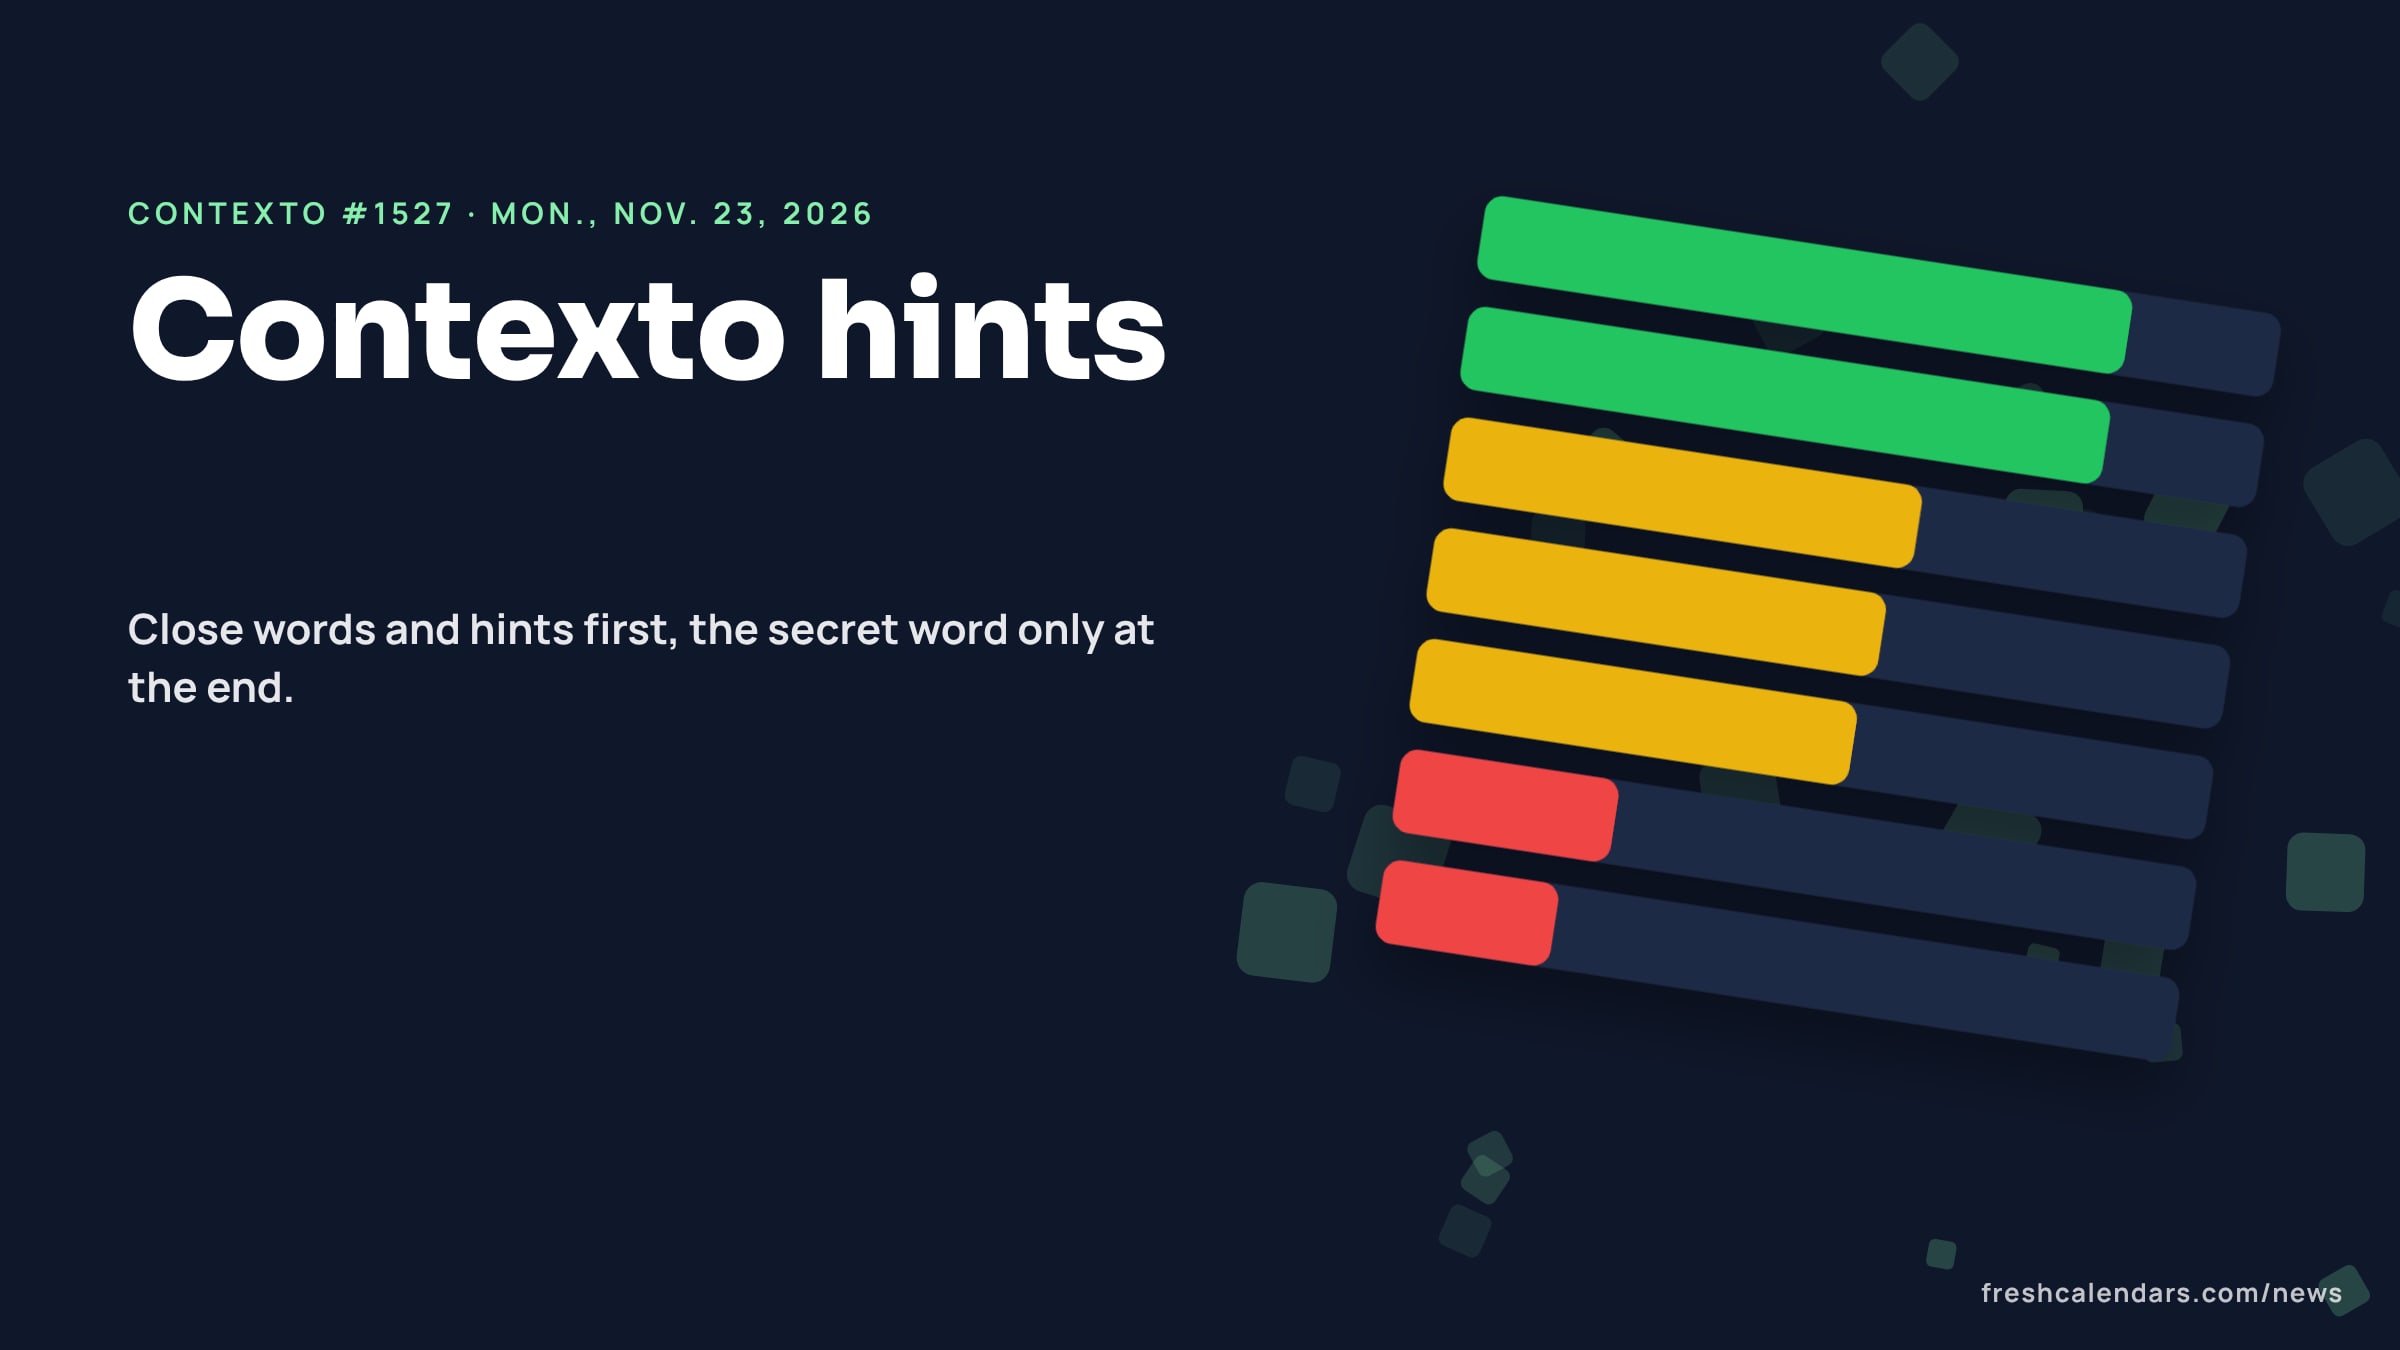 CONTEXTO #1527 · MON., NOV. 23, 2026
Contexto hints
Close words and hints first, the secret word only at
the end.
freshcalendars.com/news